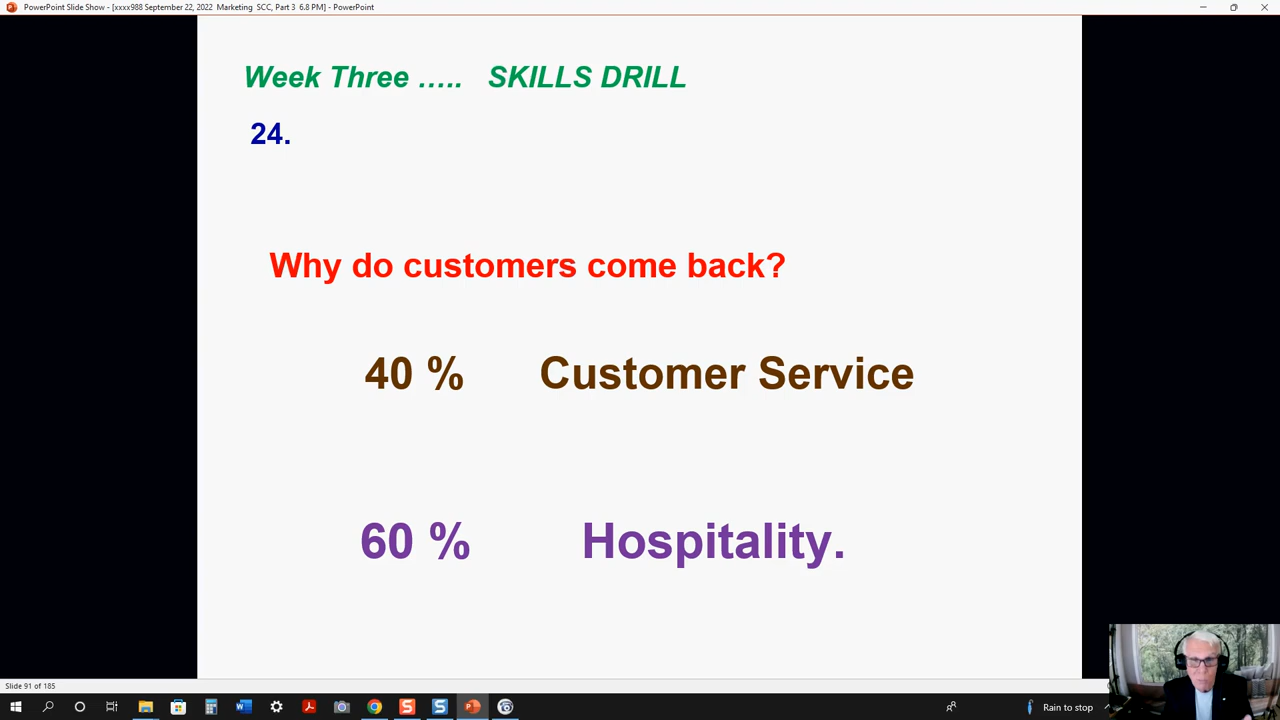 PowerPoint Slide Show - [xxxx988 September 22, 2022 Marketing SCC, Part 3 6.8 PM] - PowerPoint
Week Three ..... SKILLS DRILL
24.
Why do customers come back?
40 % Customer Service
60 % Hospitality.
Slide 91 of 185
Rain to stop